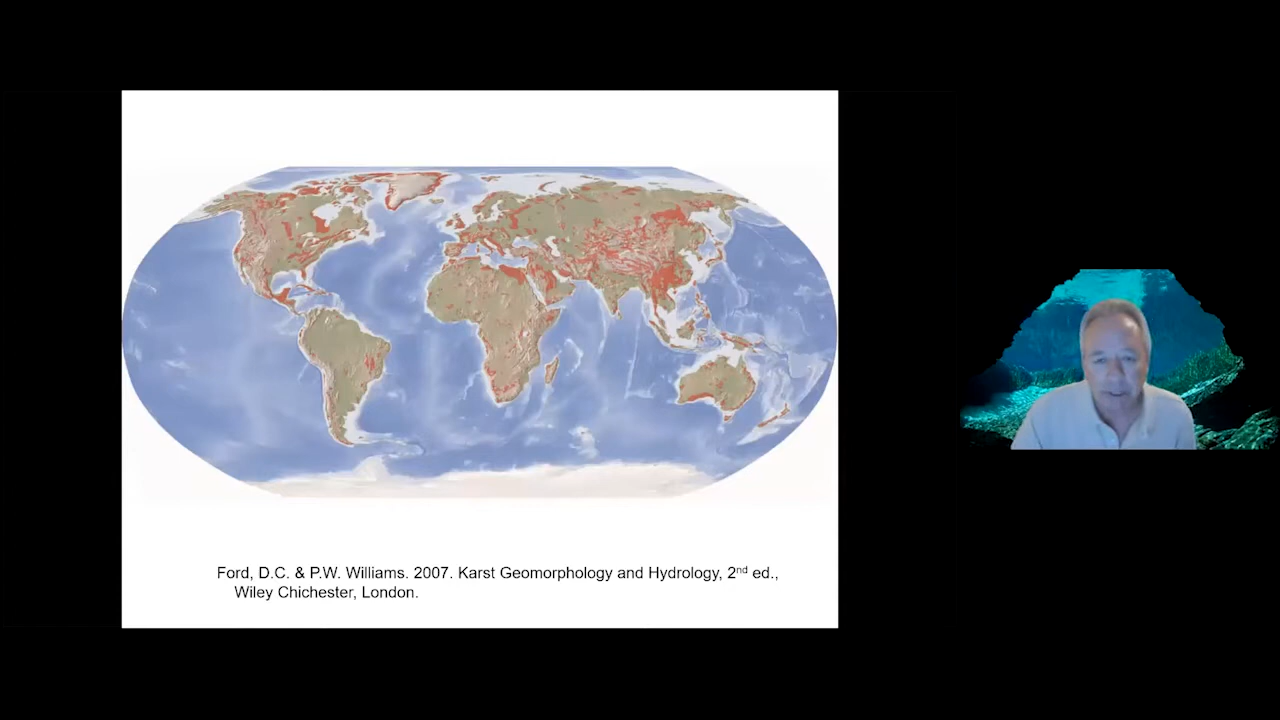 Ford, D.C. & P.W. Williams. 2007. Karst Geomorphology and Hydrology, 2nd ed.,
Wiley Chichester, London.